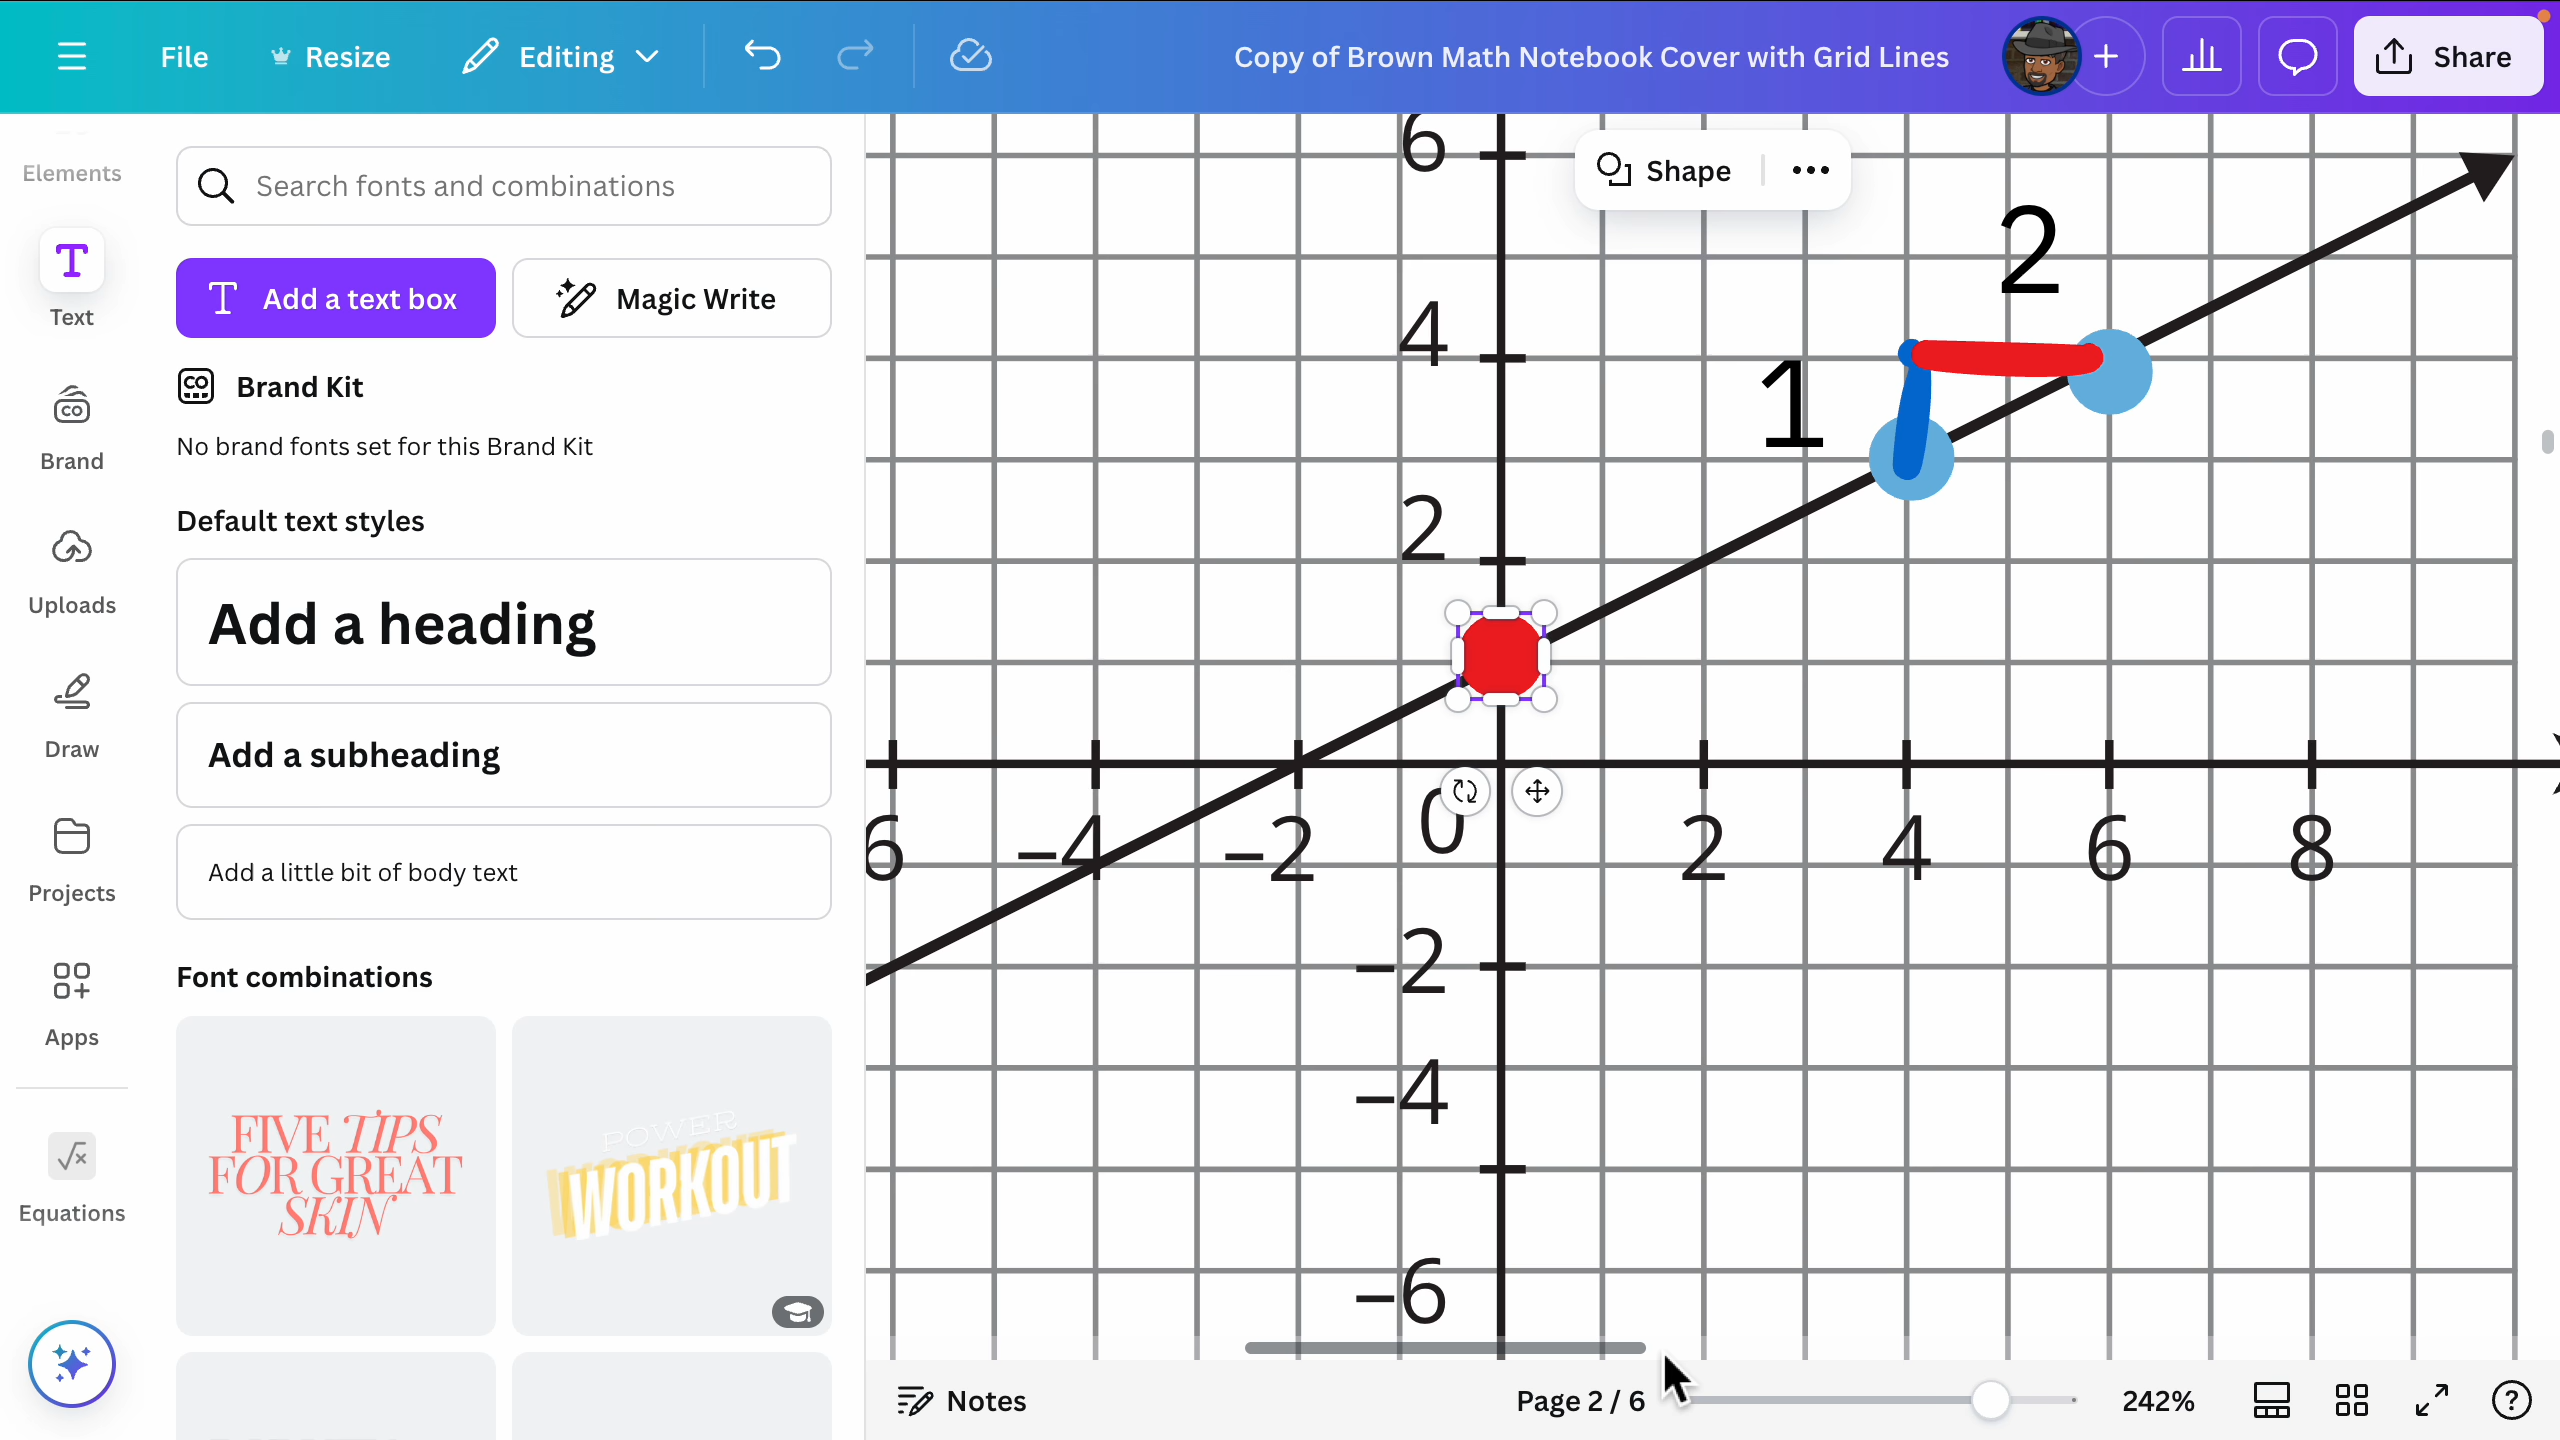 File
Resize
Editing
Copy of Brown Math Notebook Cover with Grid Lines
Share
Elements
Text
Brand
Uploads
Draw
Projects
Apps
Equations
Search fonts and combinations
T Add a text box
Magic Write
Brand Kit
No brand fonts set for this Brand Kit
Default text styles
Add a heading
Add a subheading
Add a little bit of body text
Font combinations
FIVE TIPS
FOR GREAT
SKIN
POWER
WORKOUT
Shape
6
4
2
2
1
6 −4 −2 0 2 4 6 8
−2
−4
−6
Notes
Page 2 / 6
242%